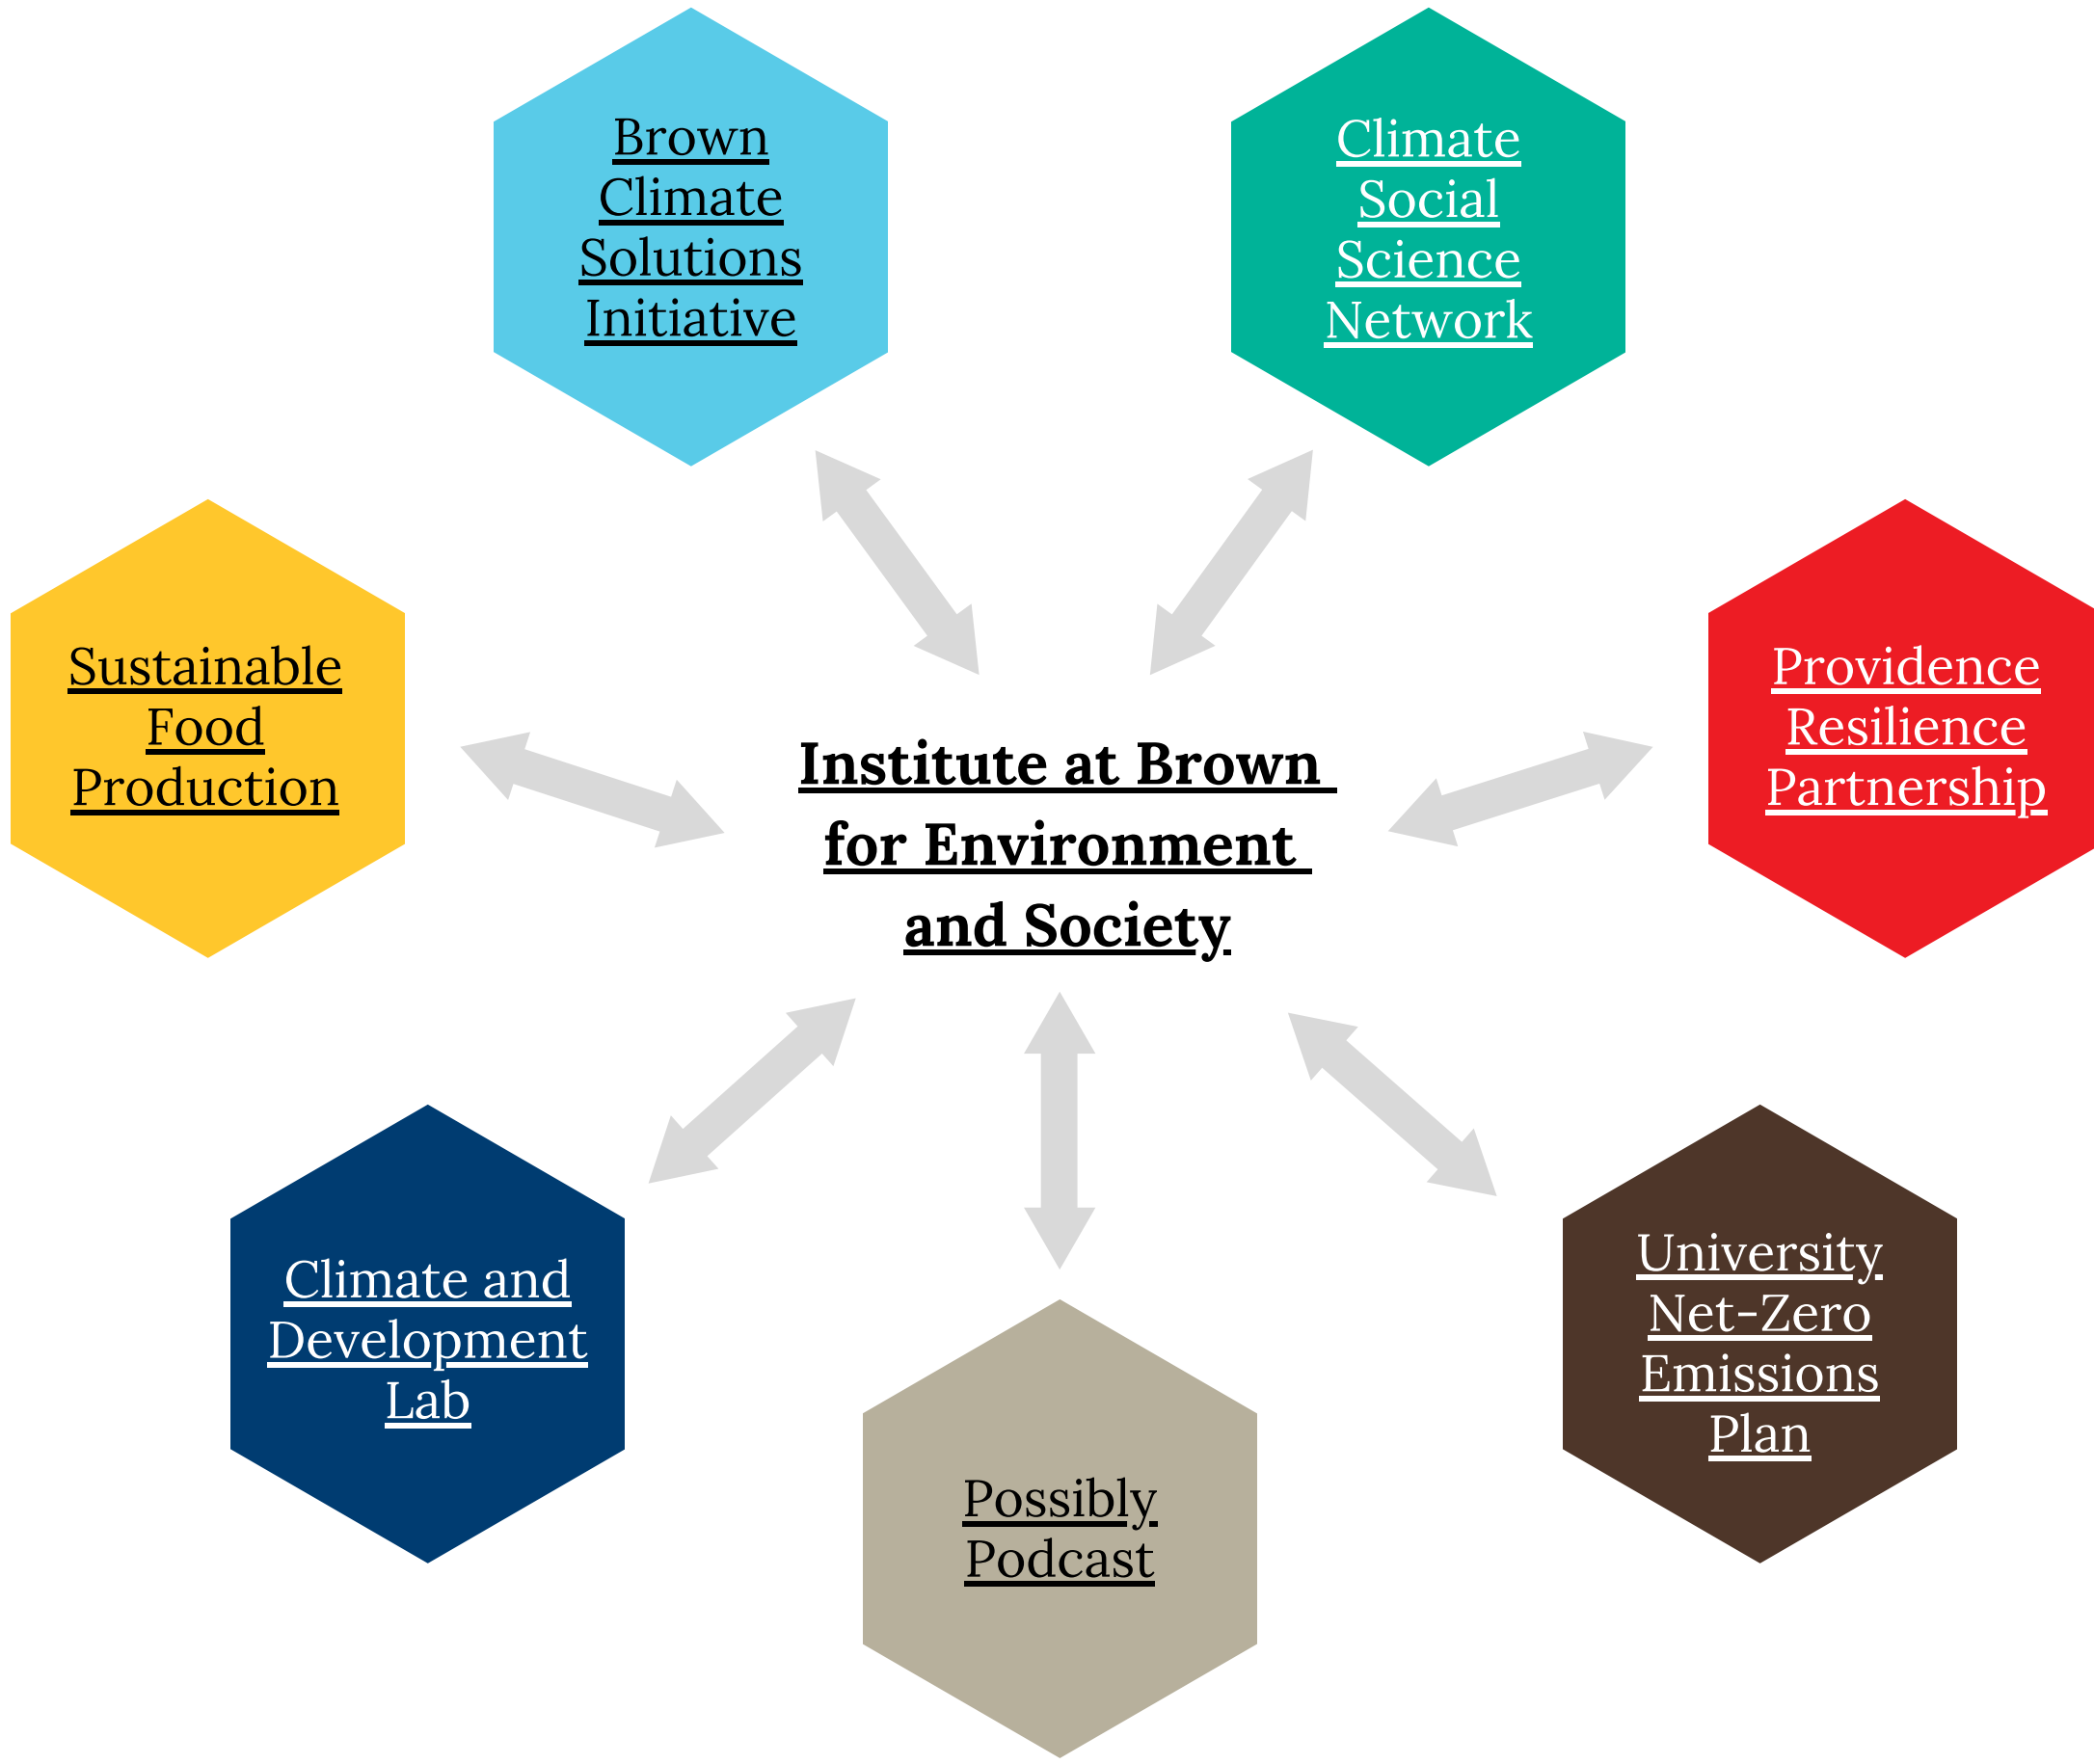 Brown
Climate
Solutions
Initiative
Climate
Social
Science
Network
Sustainable
Food
Production
Institute at Brown
for Environment
and Society
Providence
Resilience
Partnership
Climate and
Development
Lab
Possibly
Podcast
University
Net-Zero
Emissions
Plan